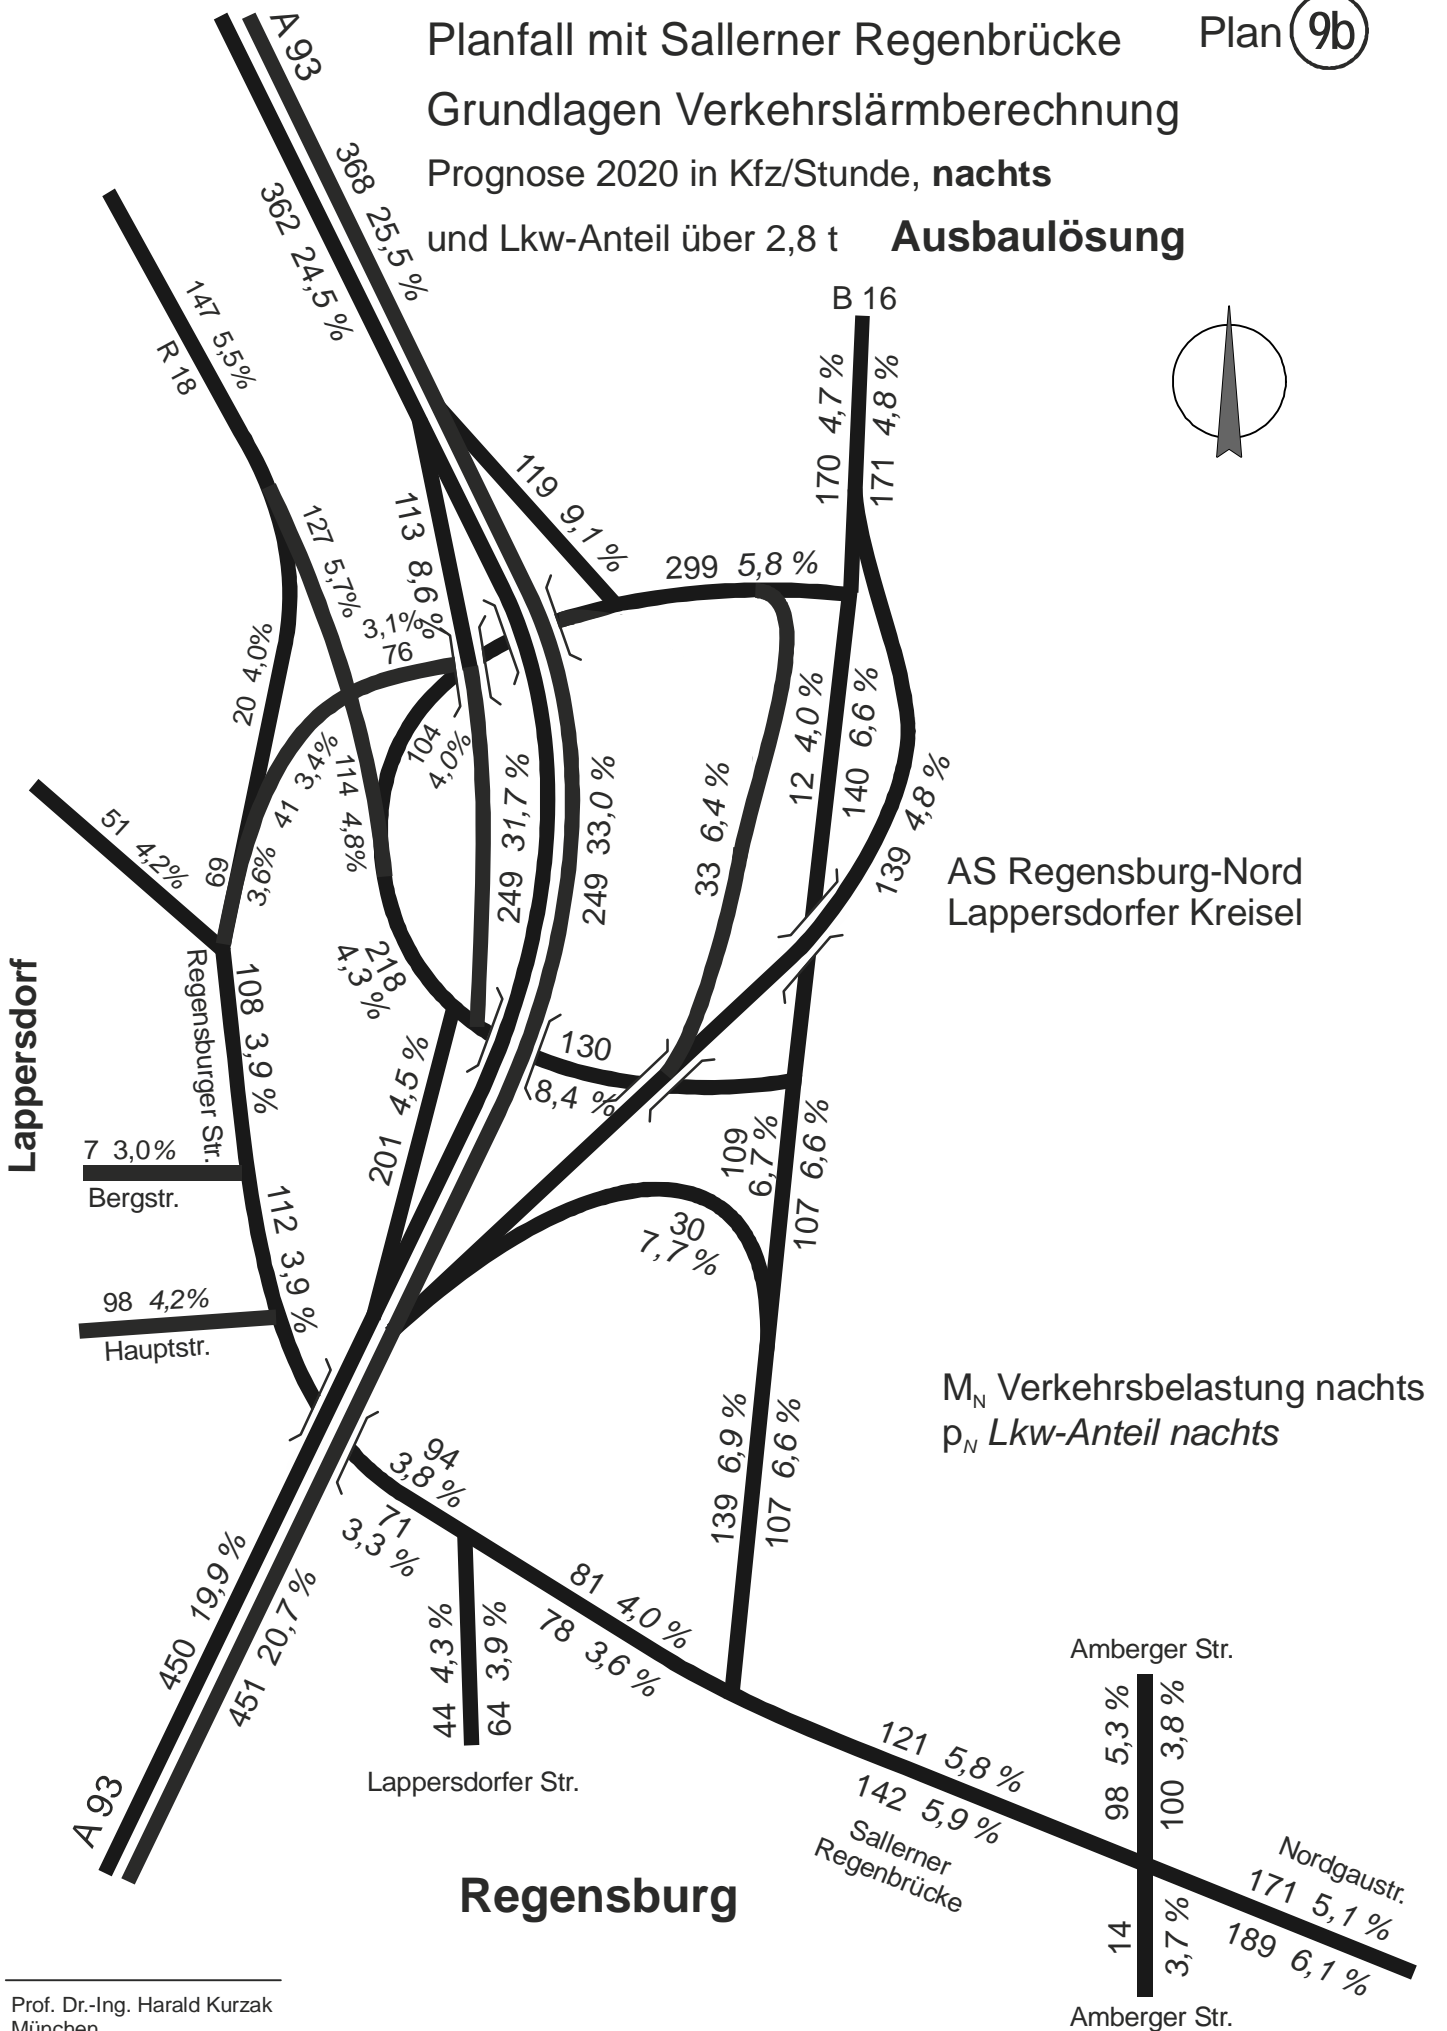 Planfall mit Sallerner Regenbrücke
Plan 9b
Grundlagen Verkehrslärmberechnung
Prognose 2020 in Kfz/Stunde, nachts
und Lkw-Anteil über 2,8 t Ausbaulösung
A 93
368 25,5 %
362 24,5 %
147 5,5%
R 18
B 16
170 4,7 %
171 4,8 %
119 9,1 %
113 8,6 %
127 5,7%
299 5,8 %
3,1%
76
20 4,0%
104
4,0%
41 3,4%
114 4,8%
69
3,6%
51 4,2%
249 31,7 %
249 33,0 %
33 6,4 %
12 4,0 %
140 6,6 %
139 4,8 %
AS Regensburg-Nord
Lappersdorfer Kreisel
Lappersdorf
Regensburger Str.
108 3,9 %
218
4,3 %
201 4,5 %
130
8,4 %
109
6,7 %
107 6,6 %
7 3,0%
Bergstr.
112 3,9 %
30
7,7 %
98 4,2%
Hauptstr.
M_N Verkehrsbelastung nachts
p_N Lkw-Anteil nachts
139 6,9 %
107 6,6 %
94
3,8 %
71
3,3 %
81 4,0 %
78 3,6 %
450 19,9 %
451 20,7 %
44 4,3 %
64 3,9 %
Lappersdorfer Str.
A 93
Amberger Str.
98 5,3 %
100 3,8 %
121 5,8 %
142 5,9 %
Sallerner
Regenbrücke
Nordgaustr.
171 5,1 %
189 6,1 %
14
3,7 %
Amberger Str.
Regensburg
Prof. Dr.-Ing. Harald Kurzak
München